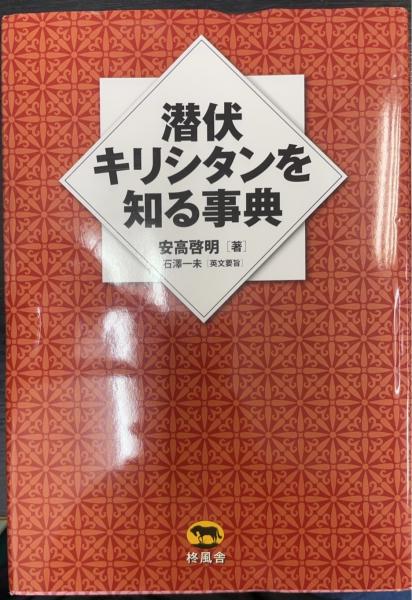 潜伏
キリシタンを
知る事典
安高啓明［著］
石澤一未［英文要旨］
柊風舎